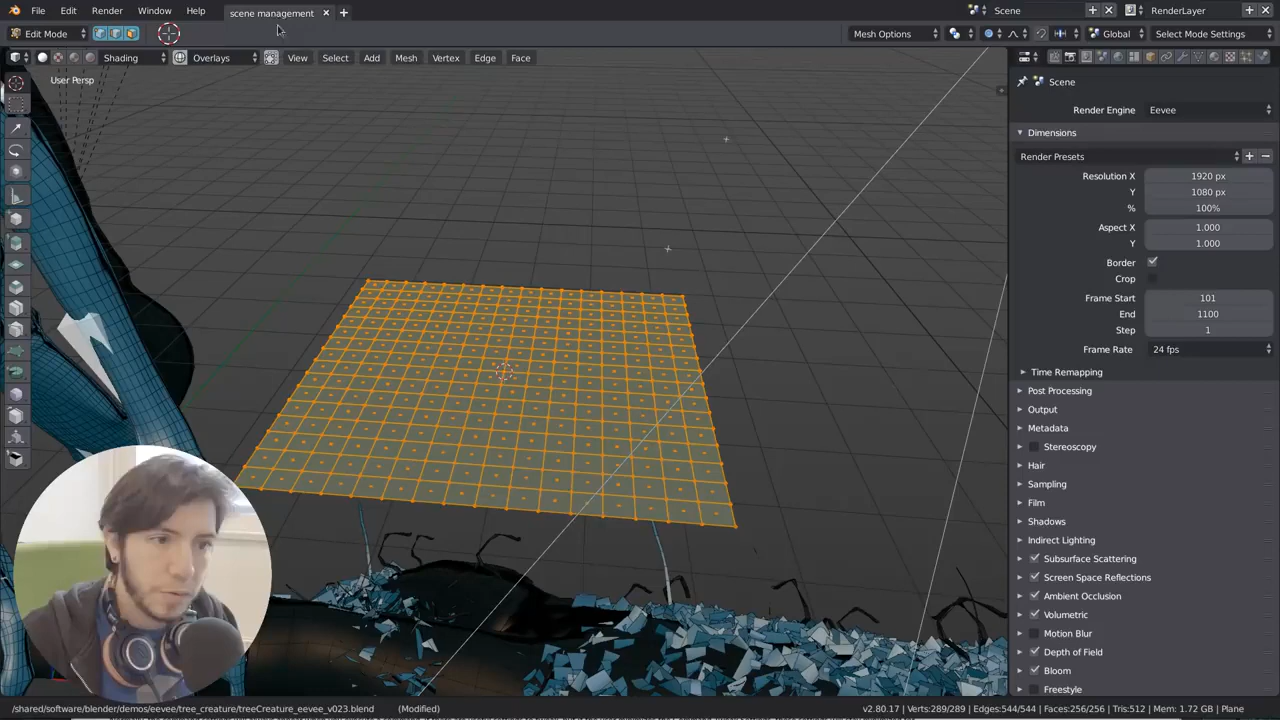 File Edit Render Window Help scene management Scene RenderLayer
Edit Mode Mesh Options Global Select Mode Settings
Shading Overlays View Select Add Mesh Vertex Edge Face
User Persp
Scene
Render Engine Eevee
Dimensions
Render Presets
Resolution X 1920 px
Y 1080 px
% 100%
Aspect X 1.000
Y 1.000
Border
Crop
Frame Start 101
End 1100
Step 1
Frame Rate 24 fps
Time Remapping
Post Processing
Output
Metadata
Stereoscopy
Hair
Sampling
Film
Shadows
Indirect Lighting
Subsurface Scattering
Screen Space Reflections
Ambient Occlusion
Volumetric
Motion Blur
Depth of Field
Bloom
Freestyle
/shared/software/blender/demos/eevee/tree_creature/treeCreature_eevee_v023.blend (Modified) v2.80.17 | Verts:289/289 | Edges:544/544 | Faces:256/256 | Tris:512 | Mem: 1.72 GB | Plane